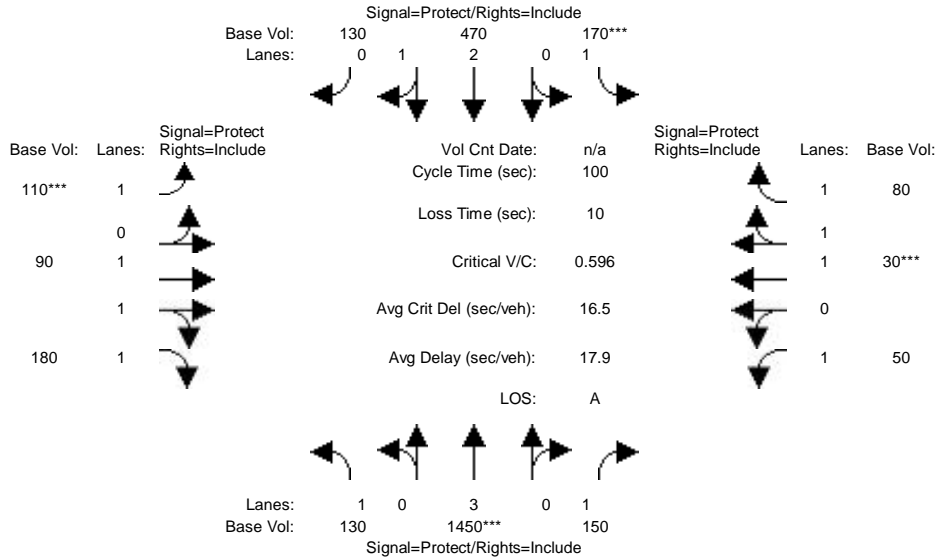 Signal=Protect/Rights=Include
Base Vol: 130 470 170***
Lanes: 0 1 2 0 1
Signal=Protect
Base Vol: Lanes: Rights=Include
Vol Cnt Date: n/a
Signal=Protect
Rights=Include Lanes: Base Vol:
Cycle Time (sec): 100
110*** 1
1 80
Loss Time (sec): 10
0
1
90 1
Critical V/C: 0.596
1 30***
1
Avg Crit Del (sec/veh): 16.5
0
180 1
Avg Delay (sec/veh): 17.9
1 50
LOS: A
Lanes: 1 0 3 0 1
Base Vol: 130 1450*** 150
Signal=Protect/Rights=Include